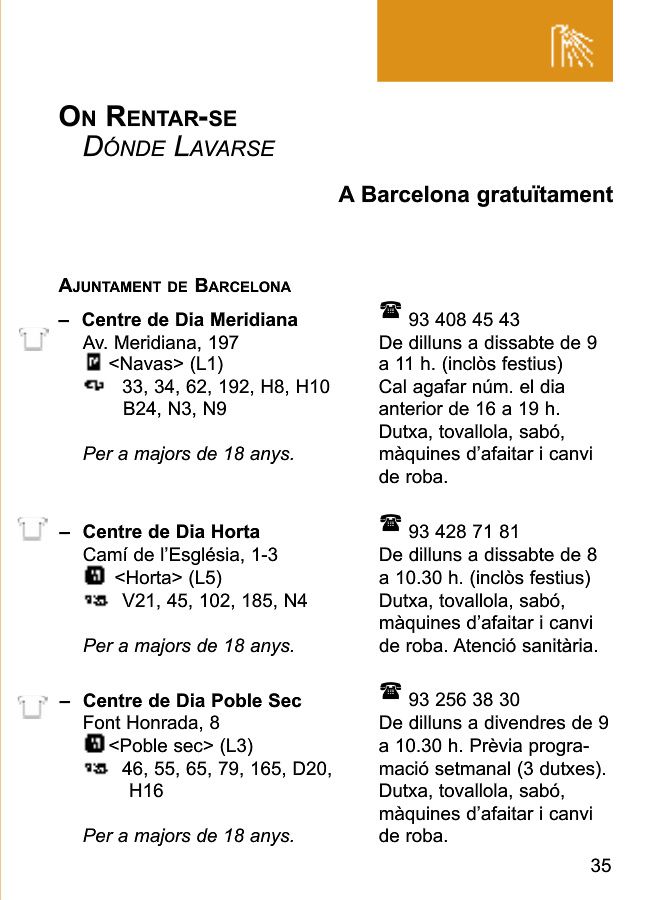 ON RENTAR-SE
DÓNDE LAVARSE
A Barcelona gratuïtament
AJUNTAMENT DE BARCELONA
– Centre de Dia Meridiana
Av. Meridiana, 197
<Navas> (L1)
33, 34, 62, 192, H8, H10
B24, N3, N9
Per a majors de 18 anys.
☎ 93 408 45 43
De dilluns a dissabte de 9
a 11 h. (inclòs festius)
Cal agafar núm. el dia
anterior de 16 a 19 h.
Dutxa, tovallola, sabó,
màquines d’afaitar i canvi
de roba.
– Centre de Dia Horta
Camí de l’Església, 1-3
<Horta> (L5)
V21, 45, 102, 185, N4
Per a majors de 18 anys.
☎ 93 428 71 81
De dilluns a dissabte de 8
a 10.30 h. (inclòs festius)
Dutxa, tovallola, sabó,
màquines d’afaitar i canvi
de roba. Atenció sanitària.
– Centre de Dia Poble Sec
Font Honrada, 8
<Poble sec> (L3)
46, 55, 65, 79, 165, D20,
H16
Per a majors de 18 anys.
☎ 93 256 38 30
De dilluns a divendres de 9
a 10.30 h. Prèvia progra-
mació setmanal (3 dutxes).
Dutxa, tovallola, sabó,
màquines d’afaitar i canvi
de roba.
35